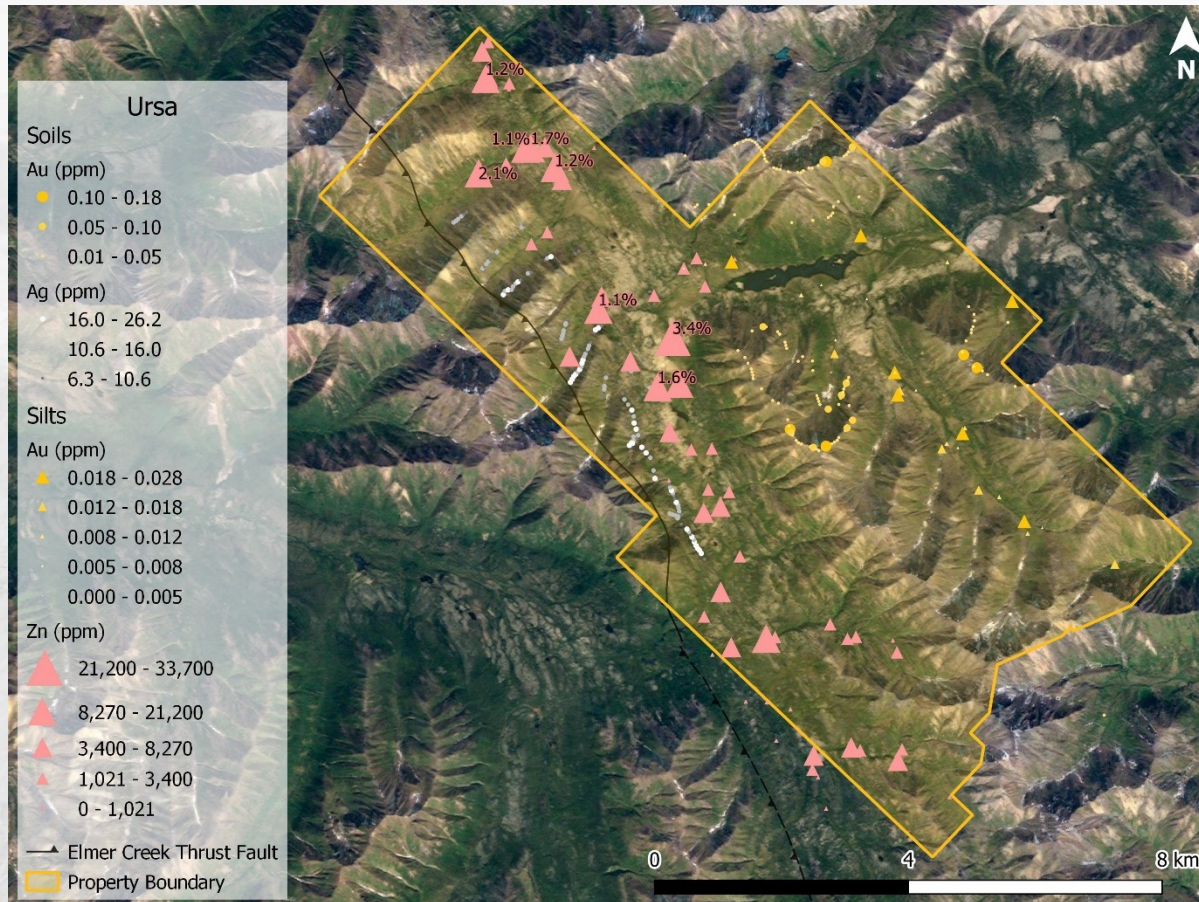 Ursa
Soils
Au (ppm)
0.10 - 0.18
0.05 - 0.10
0.01 - 0.05
Ag (ppm)
16.0 - 26.2
10.6 - 16.0
6.3 - 10.6
Silts
Au (ppm)
0.018 - 0.028
0.012 - 0.018
0.008 - 0.012
0.005 - 0.008
0.000 - 0.005
Zn (ppm)
21,200 - 33,700
8,270 - 21,200
3,400 - 8,270
1,021 - 3,400
0 - 1,021
Elmer Creek Thrust Fault
Property Boundary
N
1.2%
1.1% 1.7%
1.2%
2.1%
1.1%
3.4%
1.6%
0 4 8 km